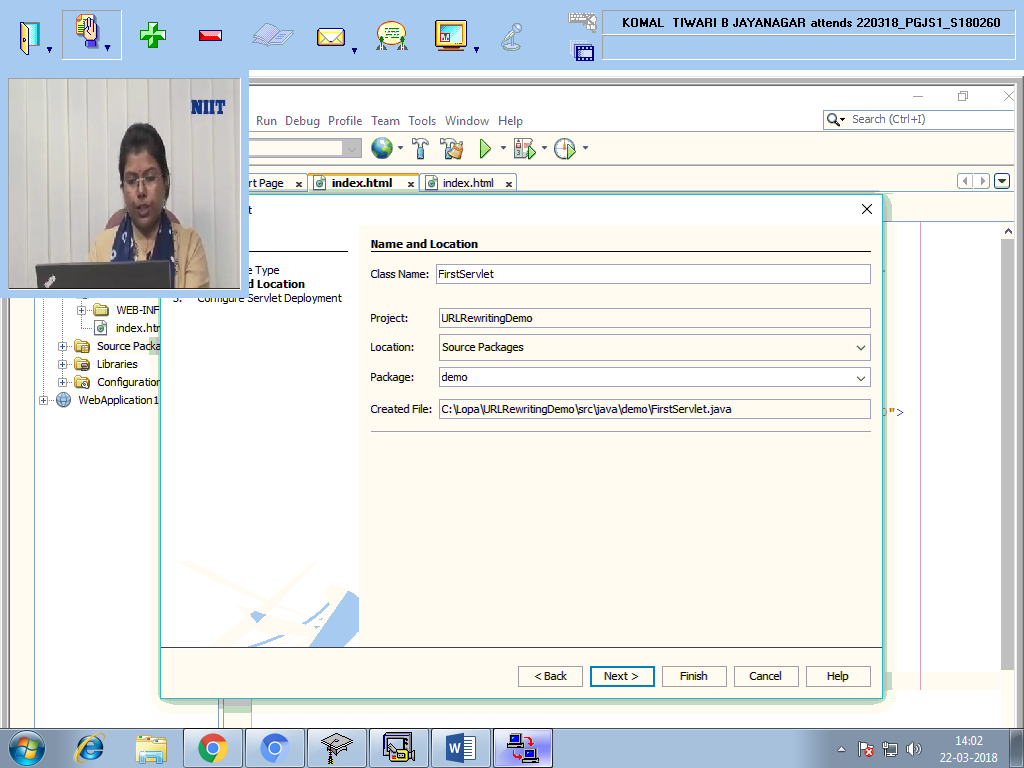 KOMAL TIWARI B JAYANAGAR attends 220318_PGJS1_S180260
NIIT
Run Debug Profile Team Tools Window Help
Search (Ctrl+I)
rt Page x index.html x index.html x
Name and Location
Class Name: FirstServlet
Project: URLRewritingDemo
Location: Source Packages
Package: demo
Created File: C:\Lopa\URLRewritingDemo\src\java\demo\FirstServlet.java
e Type
d Location
Configure Servlet Deployment
WEB-INF
index.htm
Source Packa
Libraries
Configuration
WebApplication1
">
< Back Next > Finish Cancel Help
14:02
22-03-2018